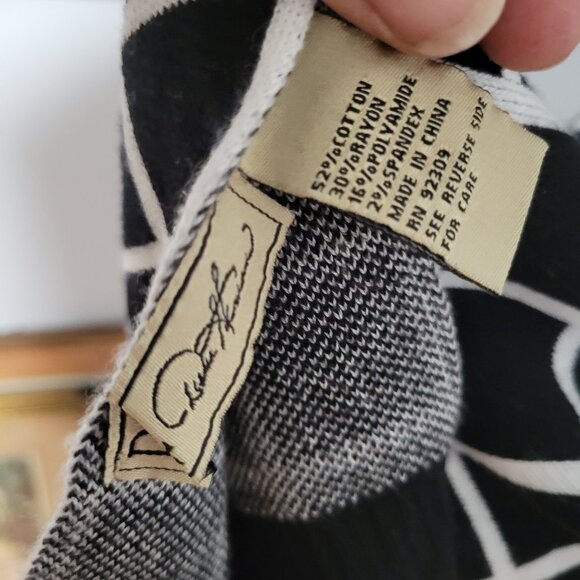 52%COTTON
30%RAYON
16%POLYAMIDE
2%SPANDEX
MADE IN CHINA
RN 92309
SEE REVERSE SIDE
FOR CARE
D